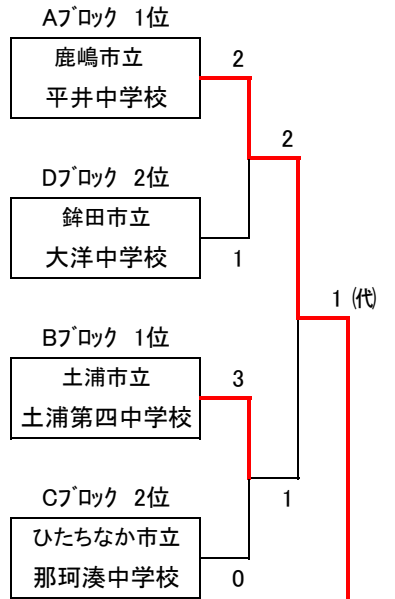 Aﾌﾞﾛｯｸ 1位
鹿嶋市立
平井中学校
2
2
Dﾌﾞﾛｯｸ 2位
鉾田市立
大洋中学校
1
1 (代)
Bﾌﾞﾛｯｸ 1位
土浦市立
土浦第四中学校
3
1
Cﾌﾞﾛｯｸ 2位
ひたちなか市立
那珂湊中学校
0